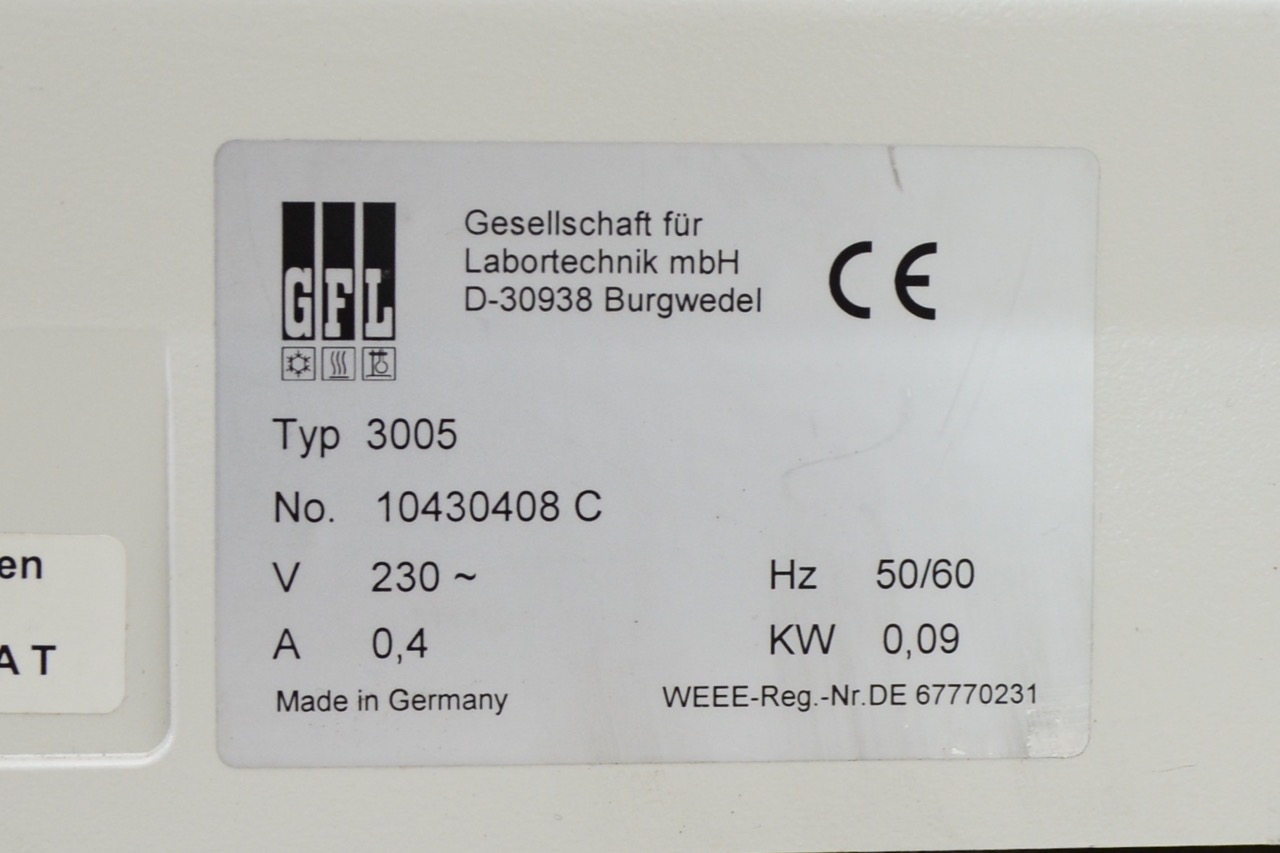 GFL
Gesellschaft für
Labortechnik mbH
D-30938 Burgwedel
CE
Typ 3005
No. 10430408 C
V 230 ~
Hz 50/60
A 0,4
KW 0,09
Made in Germany
WEEE-Reg.-Nr.DE 67770231
en
A T